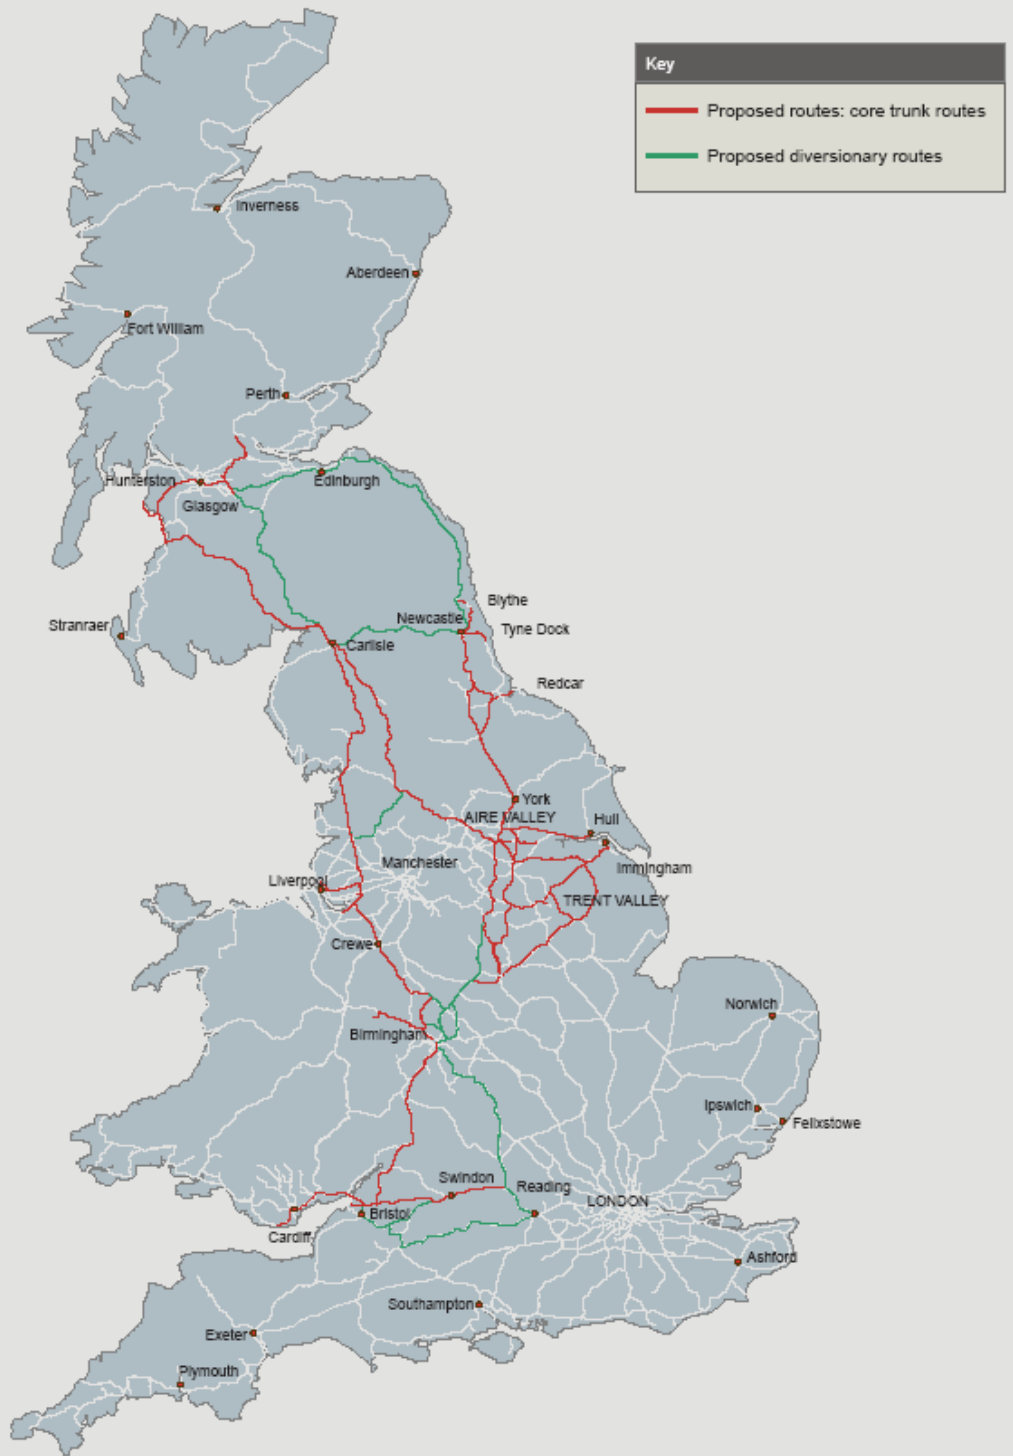 Key
Proposed routes: core trunk routes
Proposed diversionary routes
Inverness
Aberdeen
Fort William
Perth
Hunterston
Edinburgh
Glasgow
Blythe
Newcastle
Tyne Dock
Stranraer
Carlisle
Redcar
York
AIRE VALLEY
Hull
Manchester
Immingham
Liverpool
TRENT VALLEY
Crewe
Norwich
Birmingham
Ipswich
Felixstowe
Swindon
Reading
LONDON
Bristol
Cardiff
Ashford
Southampton
Exeter
Plymouth